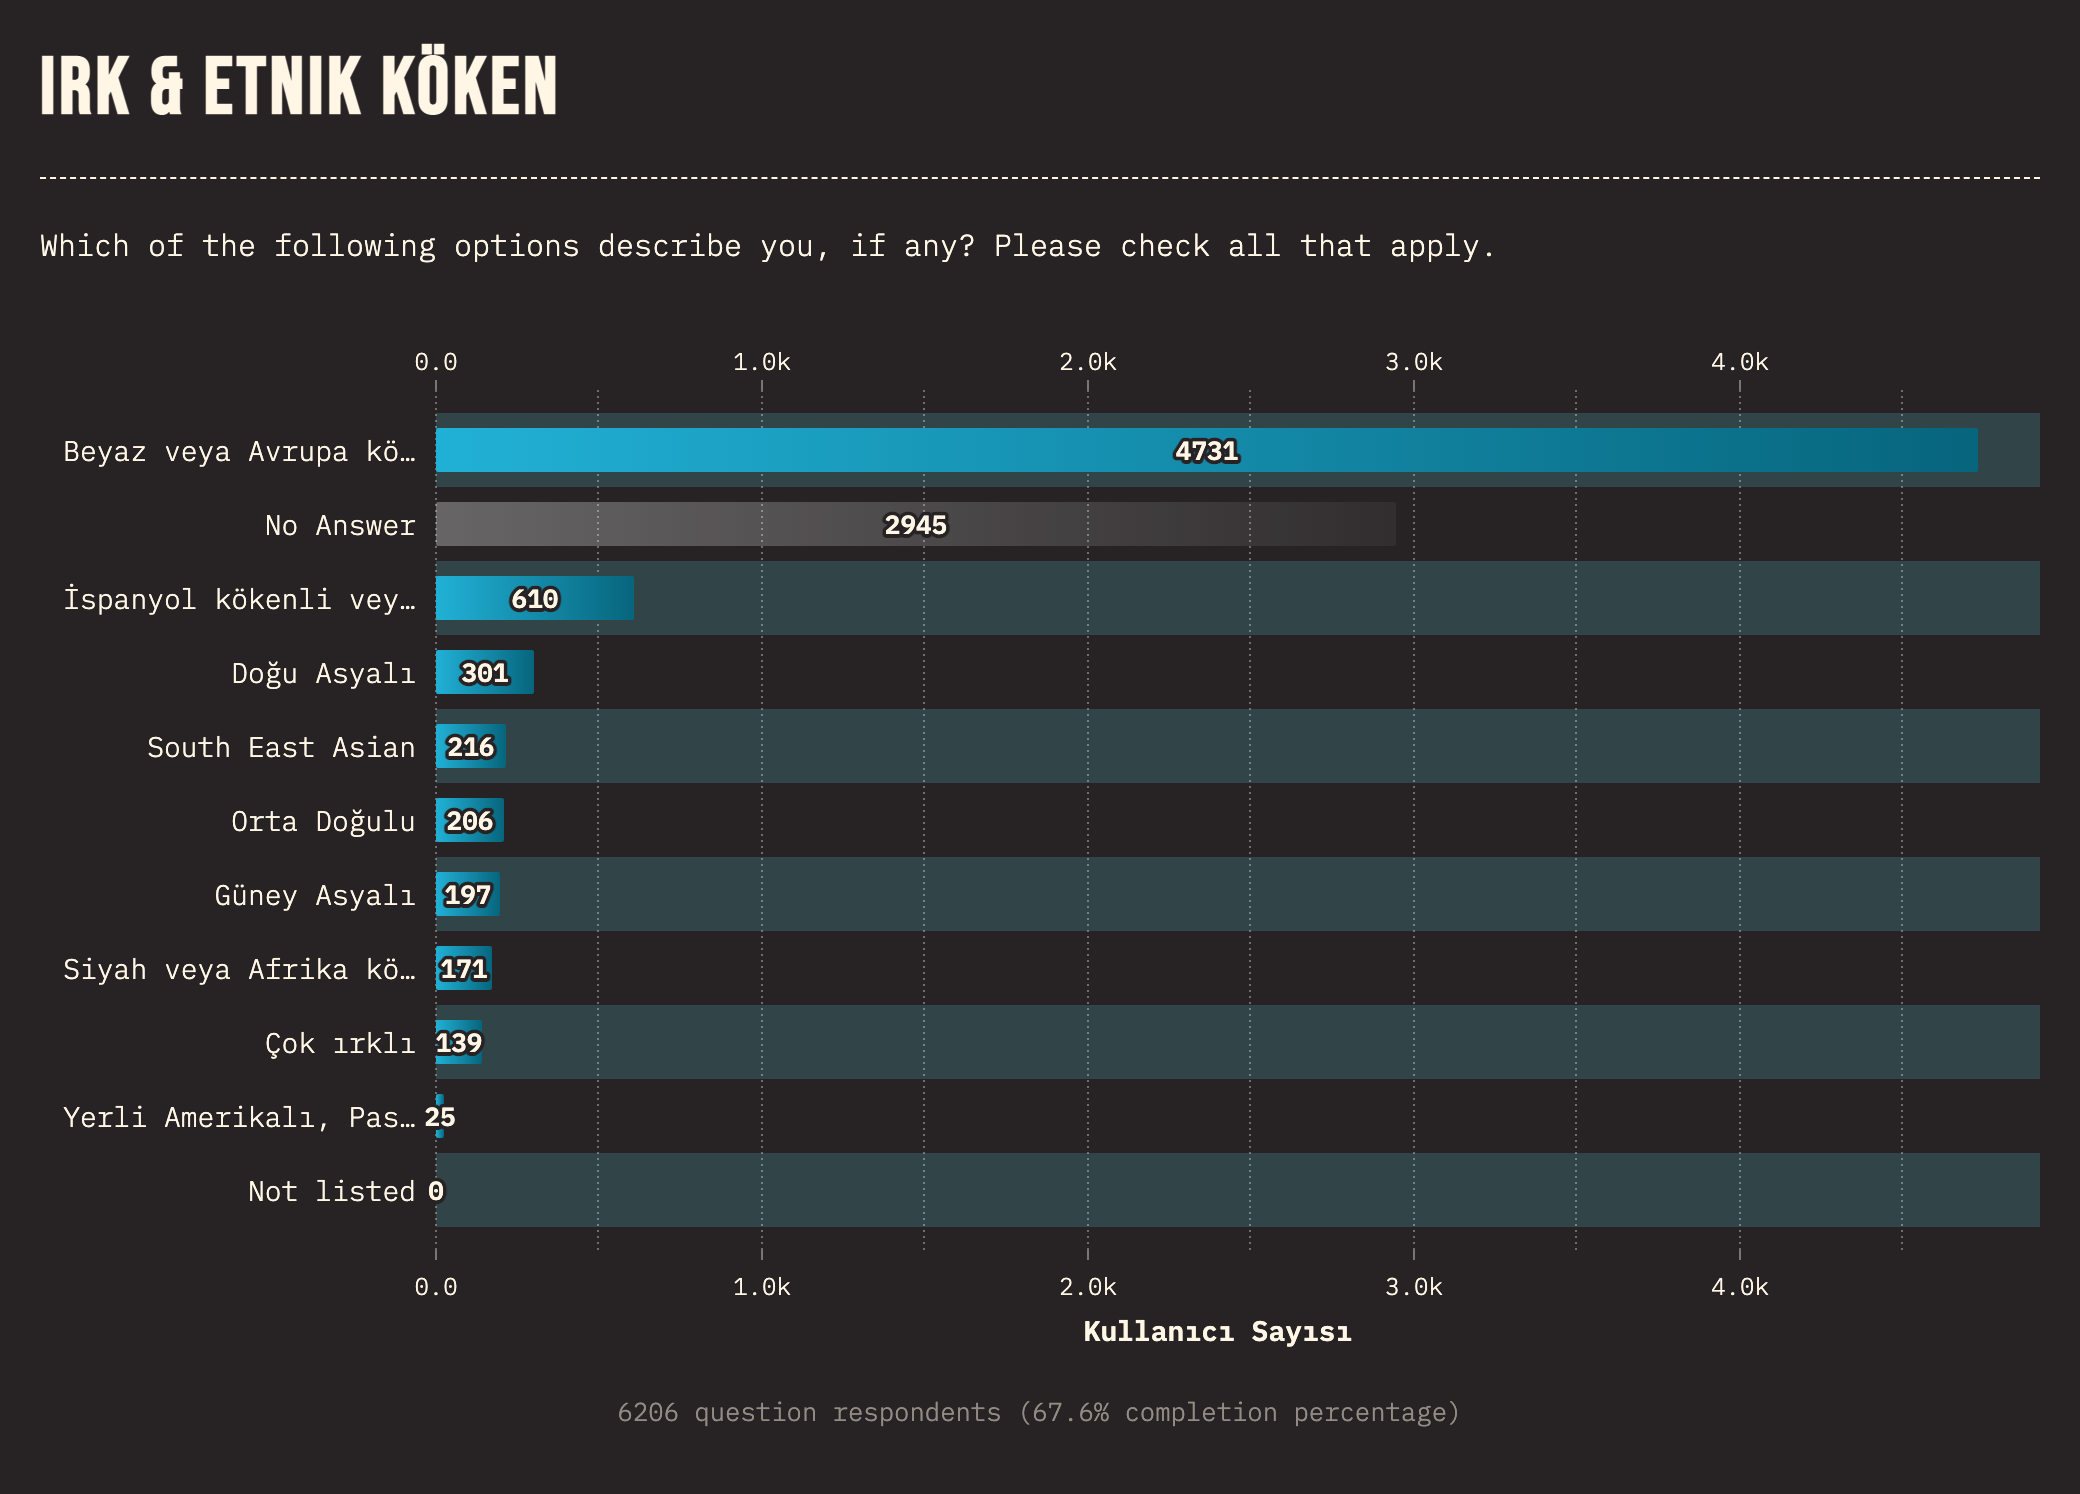 IRK & ETNIK KÖKEN
Which of the following options describe you, if any? Please check all that apply.
0.0 1.0k 2.0k 3.0k 4.0k
Beyaz veya Avrupa kö… 4731
No Answer 2945
İspanyol kökenli vey… 610
Doğu Asyalı 301
South East Asian 216
Orta Doğulu 206
Güney Asyalı 197
Siyah veya Afrika kö… 171
Çok ırklı 139
Yerli Amerikalı, Pas… 25
Not listed 0
0.0 1.0k 2.0k 3.0k 4.0k
Kullanıcı Sayısı
6206 question respondents (67.6% completion percentage)